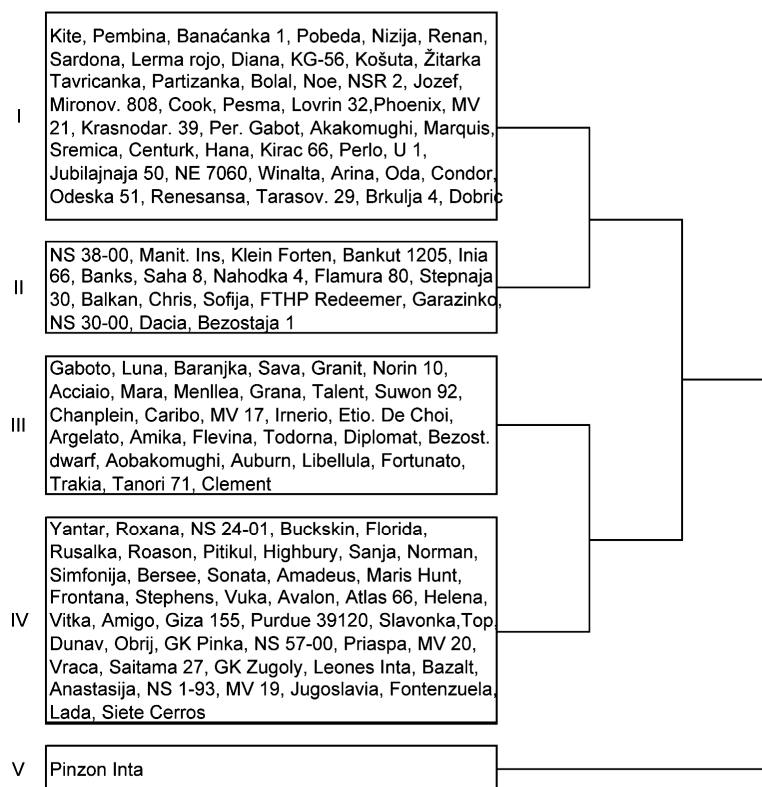 I
Kite, Pembina, Banaćanka 1, Pobeda, Nizija, Renan,
Sardona, Lerma rojo, Diana, KG-56, Košuta, Žitarka
Tavricanka, Partizanka, Bolal, Noe, NSR 2, Jozef,
Mironov. 808, Cook, Pesma, Lovrin 32,Phoenix, MV
21, Krasnodar. 39, Per. Gabot, Akakomughi, Marquis,
Sremica, Centurk, Hana, Kirac 66, Perlo, U 1,
Jubilajnaja 50, NE 7060, Winalta, Arina, Oda, Condor,
Odeska 51, Renesansa, Tarasov. 29, Brkulja 4, Dobric
II
NS 38-00, Manit. Ins, Klein Forten, Bankut 1205, Inia
66, Banks, Saha 8, Nahodka 4, Flamura 80, Stepnaja
30, Balkan, Chris, Sofija, FTHP Redeemer, Garazinko,
NS 30-00, Dacia, Bezostaja 1
III
Gaboto, Luna, Baranjka, Sava, Granit, Norin 10,
Acciaio, Mara, Menllea, Grana, Talent, Suwon 92,
Chanplein, Caribo, MV 17, Irnerio, Etio. De Choi,
Argelato, Amika, Flevina, Todorna, Diplomat, Bezost.
dwarf, Aobakomughi, Auburn, Libellula, Fortunato,
Trakia, Tanori 71, Clement
IV
Yantar, Roxana, NS 24-01, Buckskin, Florida,
Rusalka, Roason, Pitikul, Highbury, Sanja, Norman,
Simfonija, Bersee, Sonata, Amadeus, Maris Hunt,
Frontana, Stephens, Vuka, Avalon, Atlas 66, Helena,
Vitka, Amigo, Giza 155, Purdue 39120, Slavonka,Top,
Dunav, Obrij, GK Pinka, NS 57-00, Priaspa, MV 20,
Vraca, Saitama 27, GK Zugoly, Leones Inta, Bazalt,
Anastasija, NS 1-93, MV 19, Jugoslavia, Fontenzuela,
Lada, Siete Cerros
V
Pinzon Inta